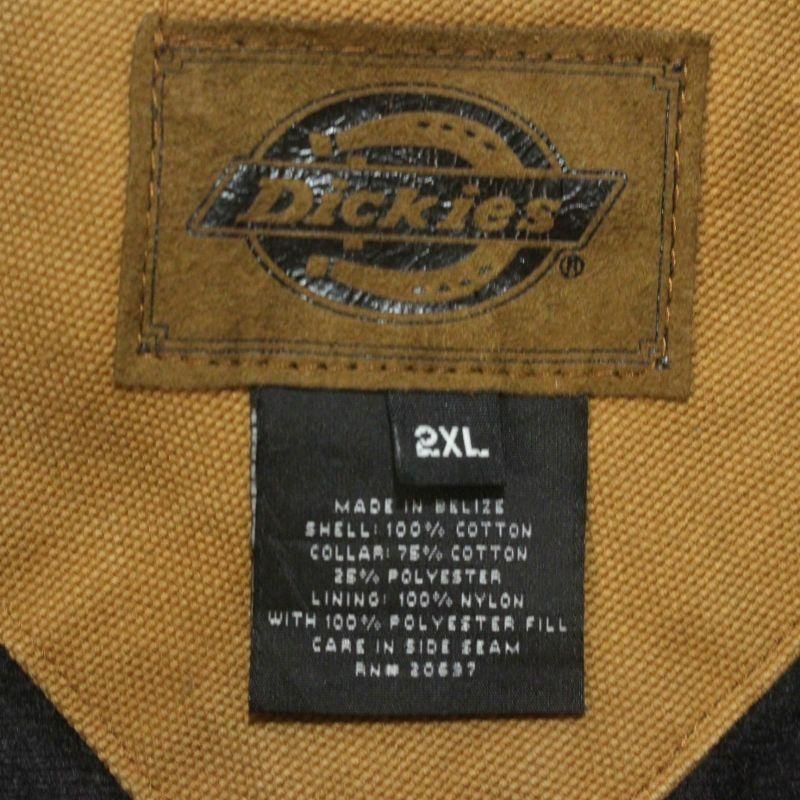 Dickies
®
2XL
MADE IN BELIZE
SHELL: 100% COTTON
COLLAR: 75% COTTON
25% POLYESTER
LINING: 100% NYLON
WITH 100% POLYESTER FILL
CARE IN SIDE SEAM
RN# 20697